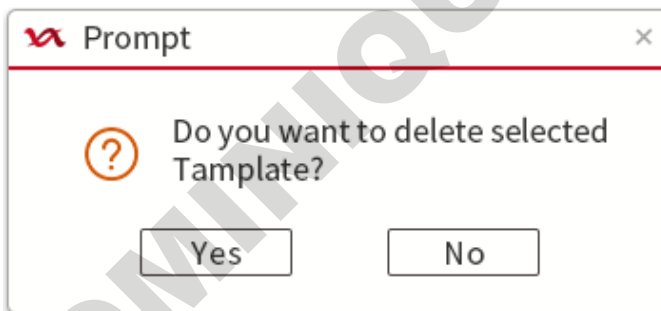 Prompt
Do you want to delete selected
Tamplate?
Yes
No